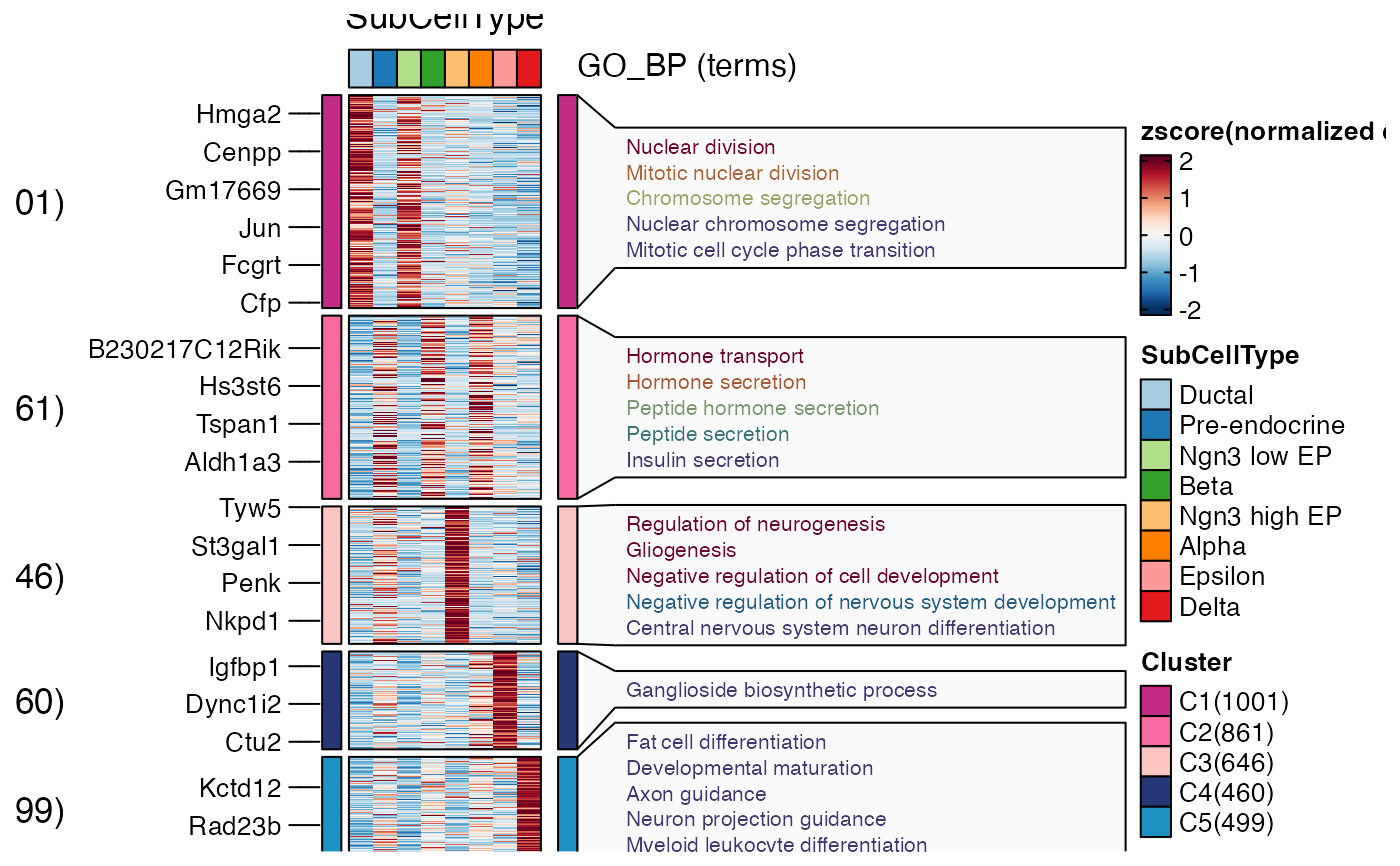 SubCellType
GO_BP (terms)
01)
Hmga2
Cenpp
Gm17669
Jun
Fcgrt
Cfp
Nuclear division
Mitotic nuclear division
Chromosome segregation
Nuclear chromosome segregation
Mitotic cell cycle phase transition
61)
B230217C12Rik
Hs3st6
Tspan1
Aldh1a3
Hormone transport
Hormone secretion
Peptide hormone secretion
Peptide secretion
Insulin secretion
46)
Tyw5
St3gal1
Penk
Nkpd1
Regulation of neurogenesis
Gliogenesis
Negative regulation of cell development
Negative regulation of nervous system development
Central nervous system neuron differentiation
60)
Igfbp1
Dync1i2
Ctu2
Ganglioside biosynthetic process
99)
Kctd12
Rad23b
Fat cell differentiation
Developmental maturation
Axon guidance
Neuron projection guidance
Myeloid leukocyte differentiation
zscore(normalized
2
1
0
-1
-2
SubCellType
Ductal
Pre-endocrine
Ngn3 low EP
Beta
Ngn3 high EP
Alpha
Epsilon
Delta
Cluster
C1(1001)
C2(861)
C3(646)
C4(460)
C5(499)